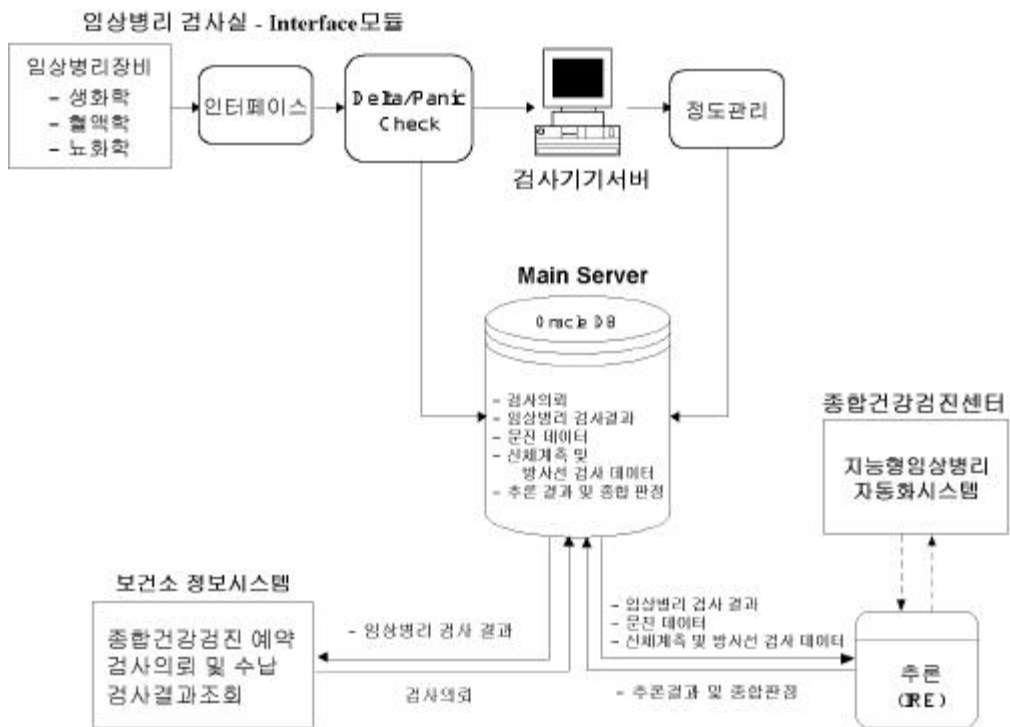 임상병리 검사실 - Interface모듈
임상병리장비
- 생화학
- 혈액학
- 뇨화학
인터페이스
Delta/Panic
Check
검사기기서버
정도관리
Main Server
Oracle DB
- 검사의뢰
- 임상병리 검사결과
- 문진 데이터
- 신체계측 및
방사선 검사 데이터
- 추론 결과 및 종합 판정
종합건강검진센터
지능형임상병리
자동화시스템
보건소 정보시스템
종합건강검진 예약
검사의뢰 및 수납
검사결과조회
- 임상병리 검사 결과
검사의뢰
- 임상병리 검사 결과
- 문진 데이터
- 신체계측 및 방사선 검사 데이터
- 추론결과 및 종합판정
추론
(IRE)